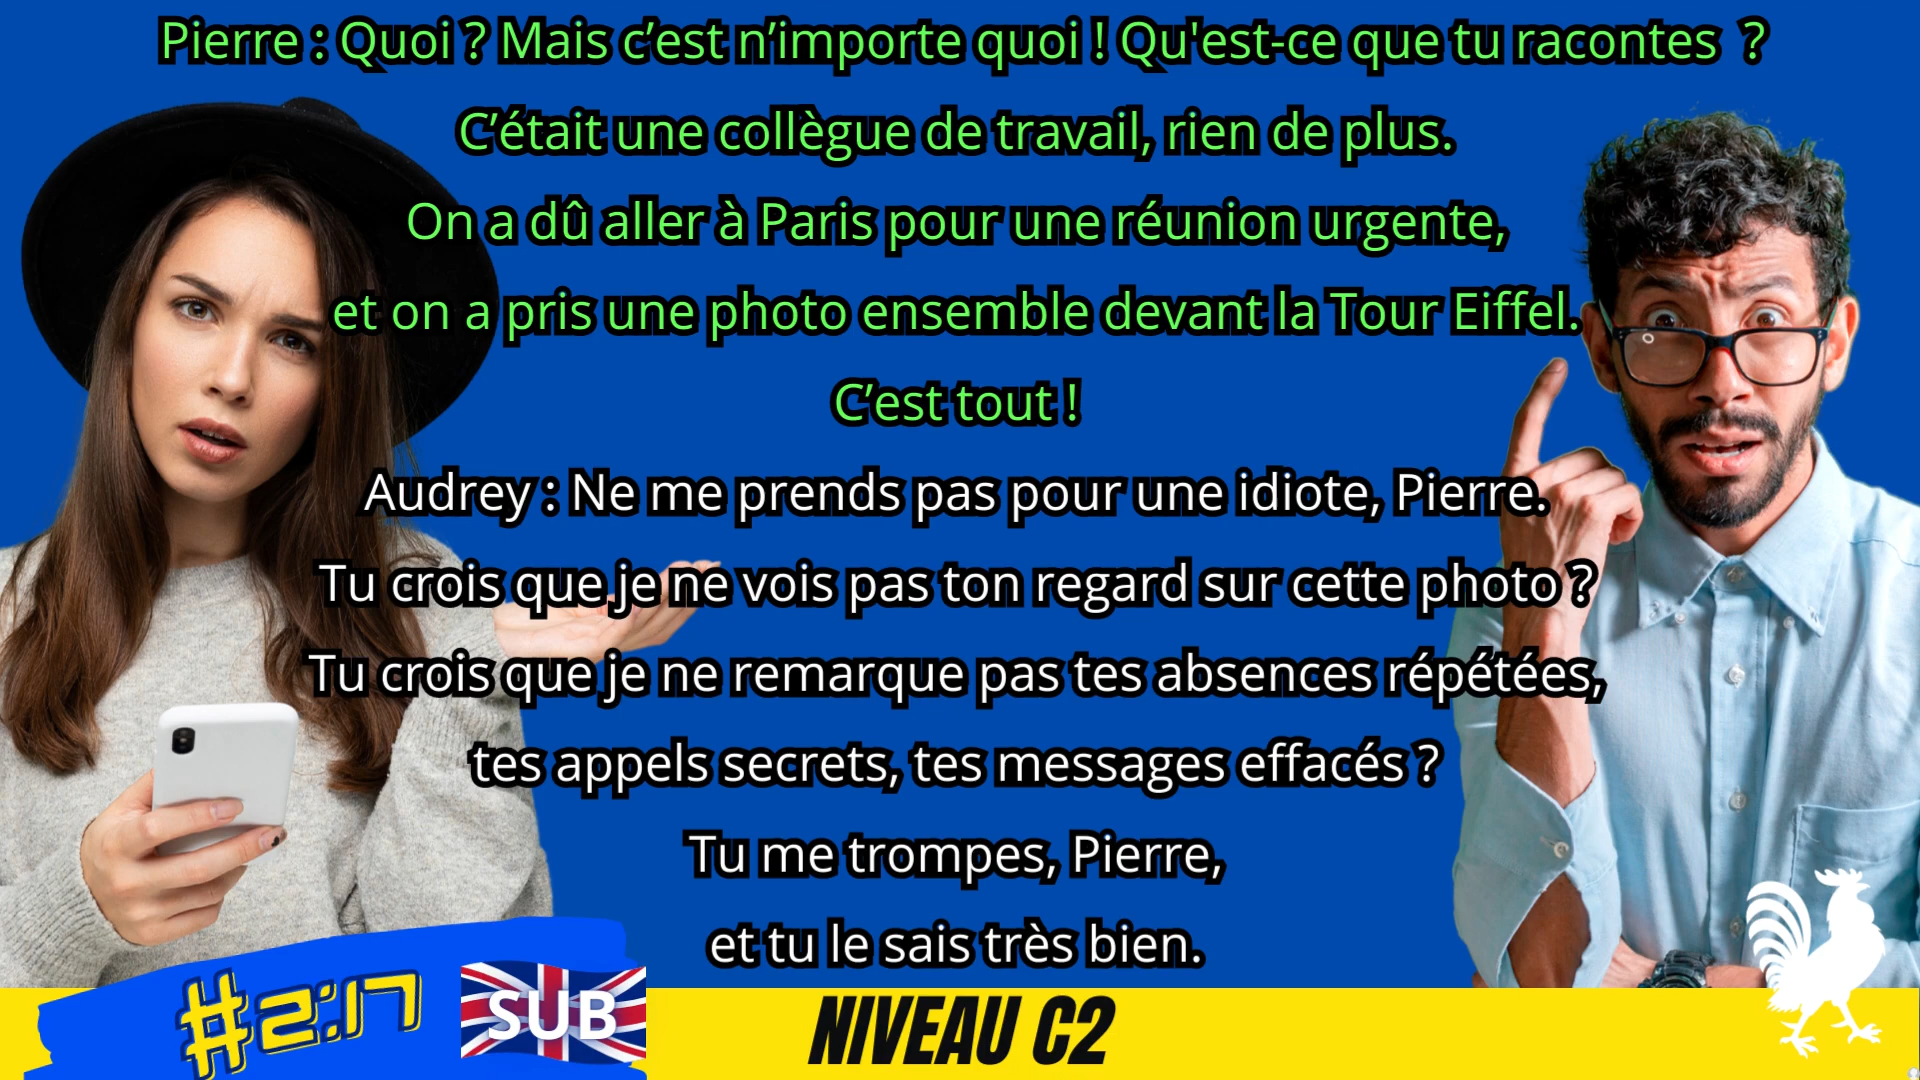 Pierre : Quoi ? Mais c’est n’importe quoi ! Qu'est-ce que tu racontes  ?
C’était une collègue de travail, rien de plus.
On a dû aller à Paris pour une réunion urgente,
et on a pris une photo ensemble devant la Tour Eiffel.
C’est tout !
Audrey : Ne me prends pas pour une idiote, Pierre.
Tu crois que je ne vois pas ton regard sur cette photo ?
Tu crois que je ne remarque pas tes absences répétées,
tes appels secrets, tes messages effacés ?
Tu me trompes, Pierre,
et tu le sais très bien.
#2:17
SUB
NIVEAU C2